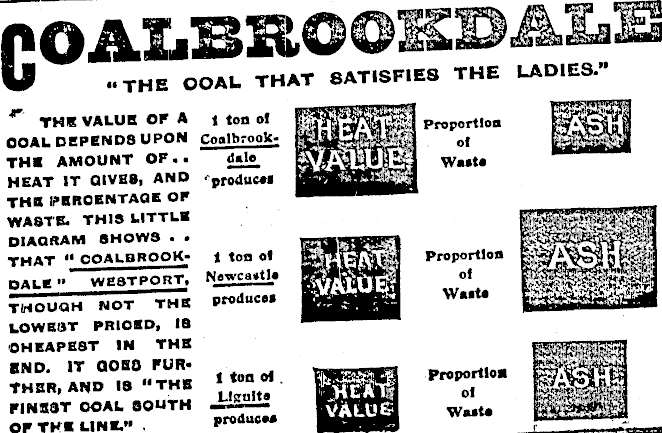 COALBROOKDALE
"THE COAL THAT SATISFIES THE LADIES."
THE VALUE OF A
COAL DEPENDS UPON
THE AMOUNT OF..
HEAT IT GIVES, AND
THE PERCENTAGE OF
WASTE. THIS LITTLE
DIAGRAM SHOWS . .
THAT "COALBROOK-
DALE" WESTPORT,
THOUGH NOT THE
LOWEST PRICED, IS
CHEAPEST IN THE
END. IT GOES FUR-
THER, AND IS "THE
FINEST COAL SOUTH
OF THE LINE."
1 ton of
Coalbrook-
dale
produces
HEAT
VALUE
Proportion
of
Waste
ASH
1 ton of
Newcastle
produces
HEAT
VALUE
Proportion
of
Waste
ASH
1 ton of
Lignite
produces
HEAT
VALUE
Proportion
of
Waste
ASH